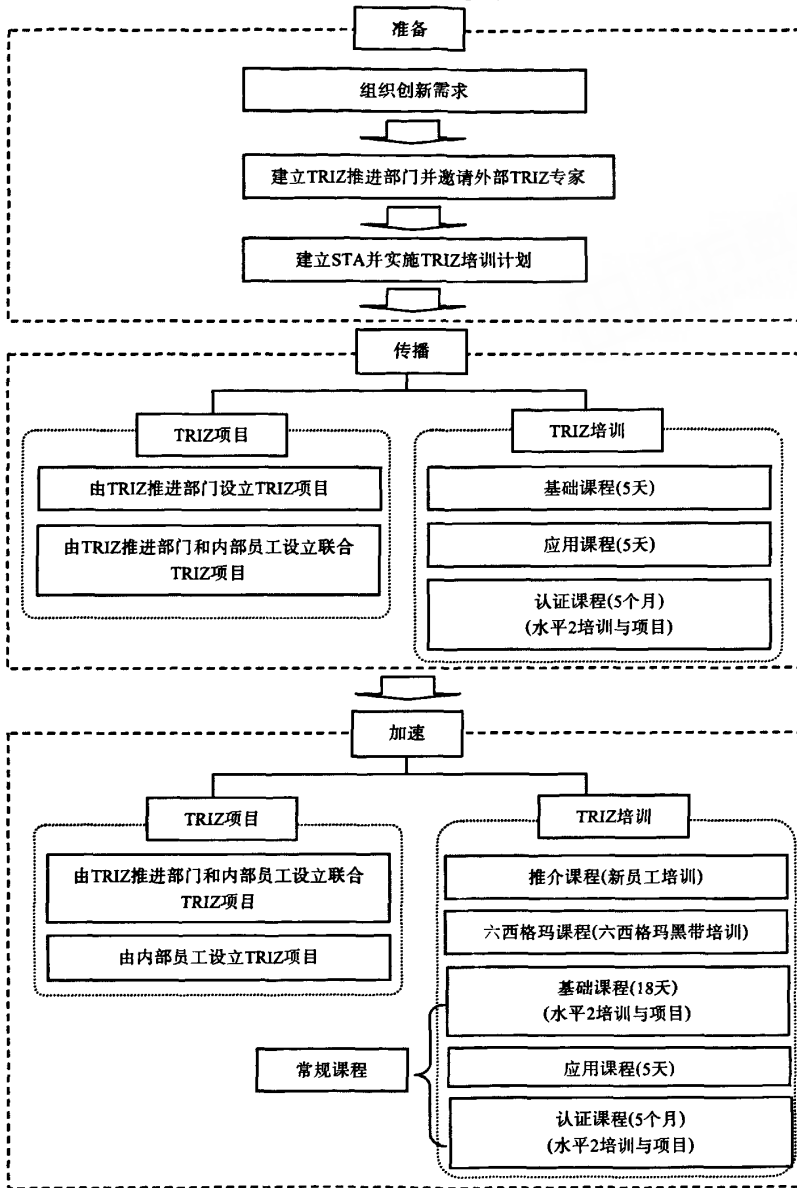 准备
组织创新需求
建立TRIZ推进部门并邀请外部TRIZ专家
建立STA并实施TRIZ培训计划
传播
TRIZ项目
由TRIZ推进部门设立TRIZ项目
由TRIZ推进部门和内部员工设立联合
TRIZ项目
TRIZ培训
基础课程(5天)
应用课程(5天)
认证课程(5个月)
(水平2培训与项目)
加速
TRIZ项目
由TRIZ推进部门和内部员工设立联合
TRIZ项目
由内部员工设立TRIZ项目
TRIZ培训
推介课程(新员工培训)
六西格玛课程(六西格玛黑带培训)
常规课程
基础课程(18天)
(水平2培训与项目)
应用课程(5天)
认证课程(5个月)
(水平2培训与项目)